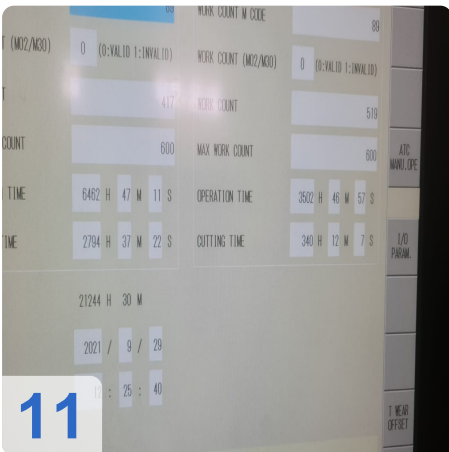 89 WORK COUNT M CODE 89
T (M02/M30) 0 (0:VALID 1:INVALID) WORK COUNT (M02/M30) 0 (0:VALID 1:INVALID)
T 417 WORK COUNT 519
COUNT 600 MAX WORK COUNT 600 ATC MANU.OPE
TIME 6462 H 47 M 11 S OPERATION TIME 3502 H 46 M 57 S
TIME 2794 H 37 M 22 S CUTTING TIME 340 H 12 M 7 S I/O PARAM.
21244 H 30 M
2021 / 9 / 29
: 25 : 40
T.WEAR OFFSET
11